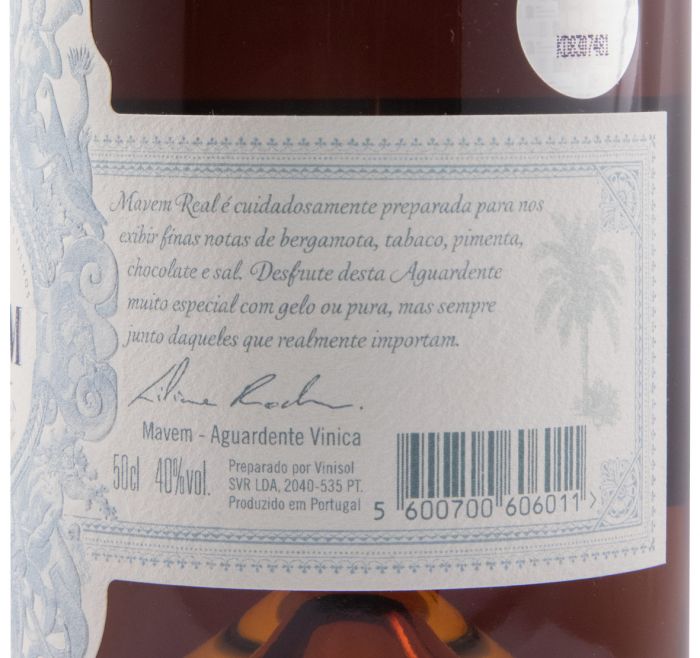 Mavem Real é cuidadosamente preparada para nos
exibir finas notas de bergamota, tabaco, pimenta,
chocolate e sal. Desfrute desta Aguardente
muito especial com gelo ou pura, mas sempre
junto daqueles que realmente importam.
Mavem - Aguardente Vinica
50cl 40%vol.
Preparado por Vinisol
SVR LDA, 2040-535 PT.
Produzido em Portugal
5 600700 606011 >